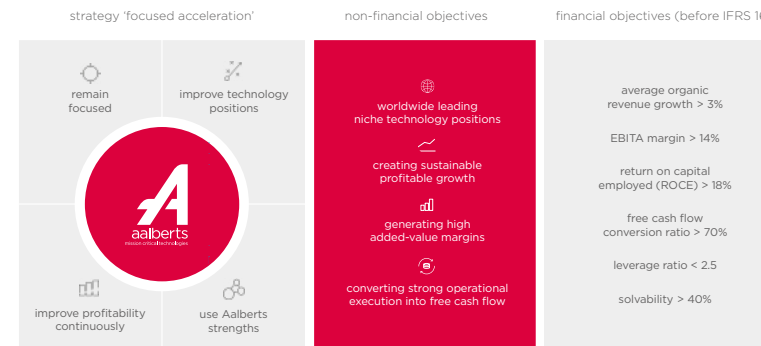 strategy 'focused acceleration'
remain
focused
improve technology
positions
aalberts
mission critical technologies
improve profitability
continuously
use Aalberts
strengths
non-financial objectives
worldwide leading
niche technology positions
creating sustainable
profitable growth
generating high
added-value margins
converting strong operational
execution into free cash flow
financial objectives (before IFRS 16
average organic
revenue growth > 3%
EBITA margin > 14%
return on capital
employed (ROCE) > 18%
free cash flow
conversion ratio > 70%
leverage ratio < 2.5
solvability > 40%